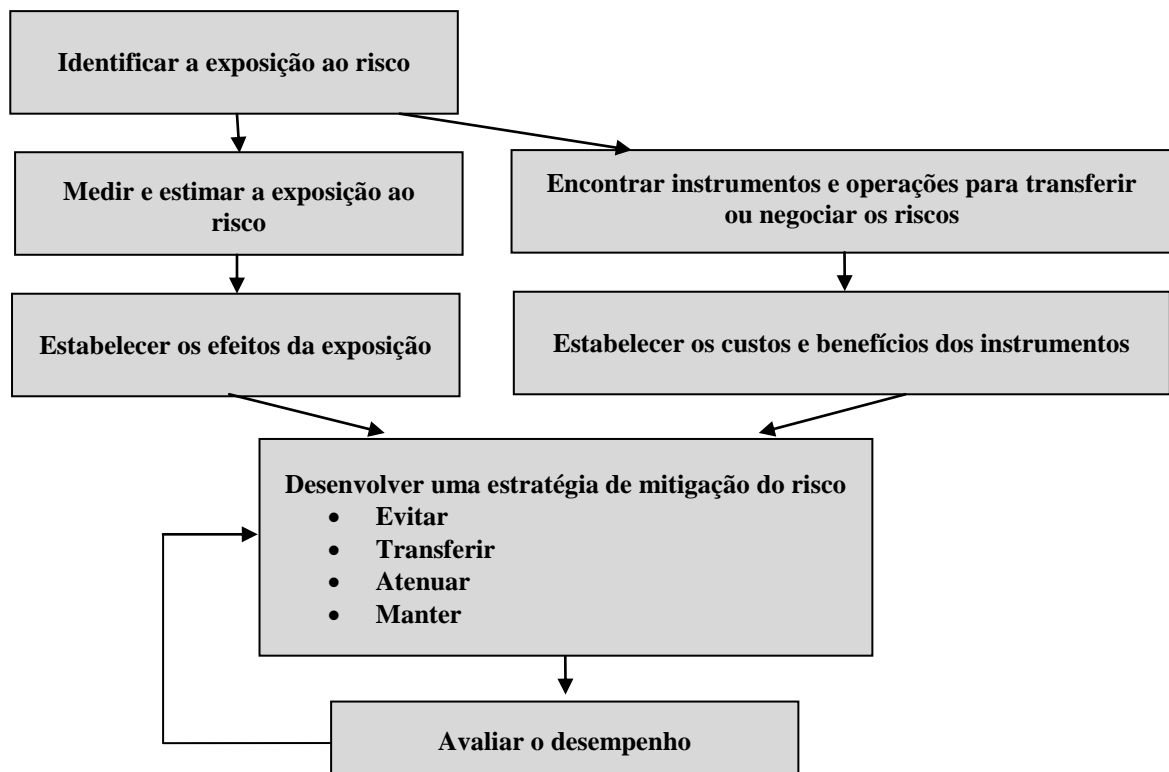 Identificar a exposição ao risco
Medir e estimar a exposição ao
risco
Encontrar instrumentos e operações para transferir
ou negociar os riscos
Estabelecer os efeitos da exposição
Estabelecer os custos e benefícios dos instrumentos
Desenvolver uma estratégia de mitigação do risco
• Evitar
• Transferir
• Atenuar
• Manter
Avaliar o desempenho